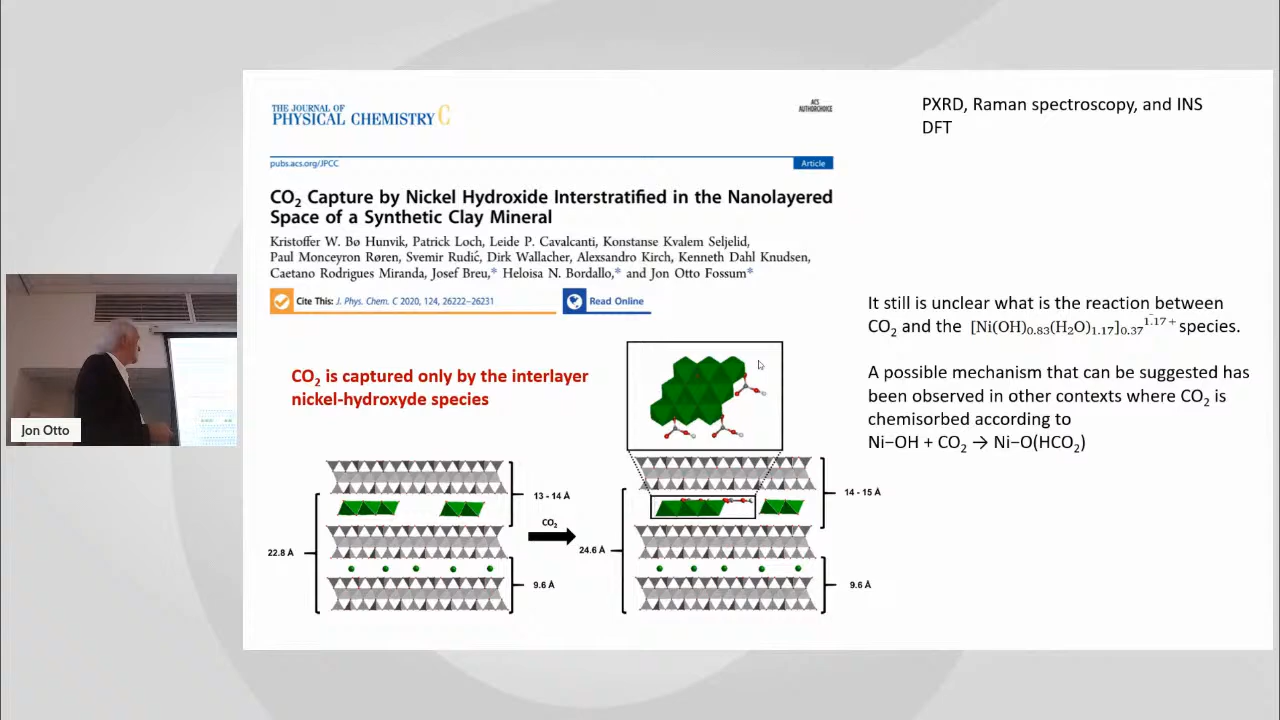 THE JOURNAL OF
PHYSICAL CHEMISTRY C
ACS
AUTHORCHOICE
pubs.acs.org/JPCC
Article
CO₂ Capture by Nickel Hydroxide Interstratified in the Nanolayered
Space of a Synthetic Clay Mineral
Kristoffer W. Bø Hunvik, Patrick Loch, Leide P. Cavalcanti, Konstanse Kvalem Seljelid,
Paul Monceyron Røren, Svemir Rudić, Dirk Wallacher, Alexsandro Kirch, Kenneth Dahl Knudsen,
Caetano Rodrigues Miranda, Josef Breu,* Heloisa N. Bordallo,* and Jon Otto Fossum*
Cite This: J. Phys. Chem. C 2020, 124, 26222−26231
Read Online
CO₂ is captured only by the interlayer
nickel-hydroxyde species
22.8 Å
13 - 14 Å
9.6 Å
CO₂
24.6 Å
14 - 15 Å
9.6 Å
PXRD, Raman spectroscopy, and INS
DFT
It still is unclear what is the reaction between
CO₂ and the [Ni(OH)₀.₈₃(H₂O)₁.₁₇]₀.₃₇¹·¹⁷⁺ species.
A possible mechanism that can be suggested has
been observed in other contexts where CO₂ is
chemisorbed according to
Ni−OH + CO₂ → Ni−O(HCO₂)
Jon Otto